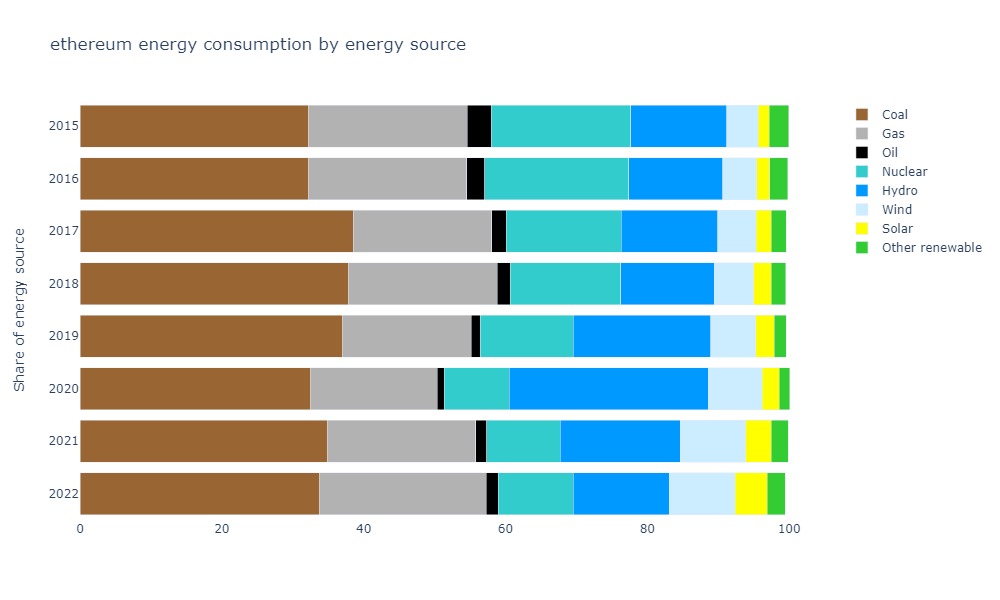 ethereum energy consumption by energy source
Share of energy source
2015
2016
2017
2018
2019
2020
2021
2022
0 20 40 60 80 100
Coal
Gas
Oil
Nuclear
Hydro
Wind
Solar
Other renewable